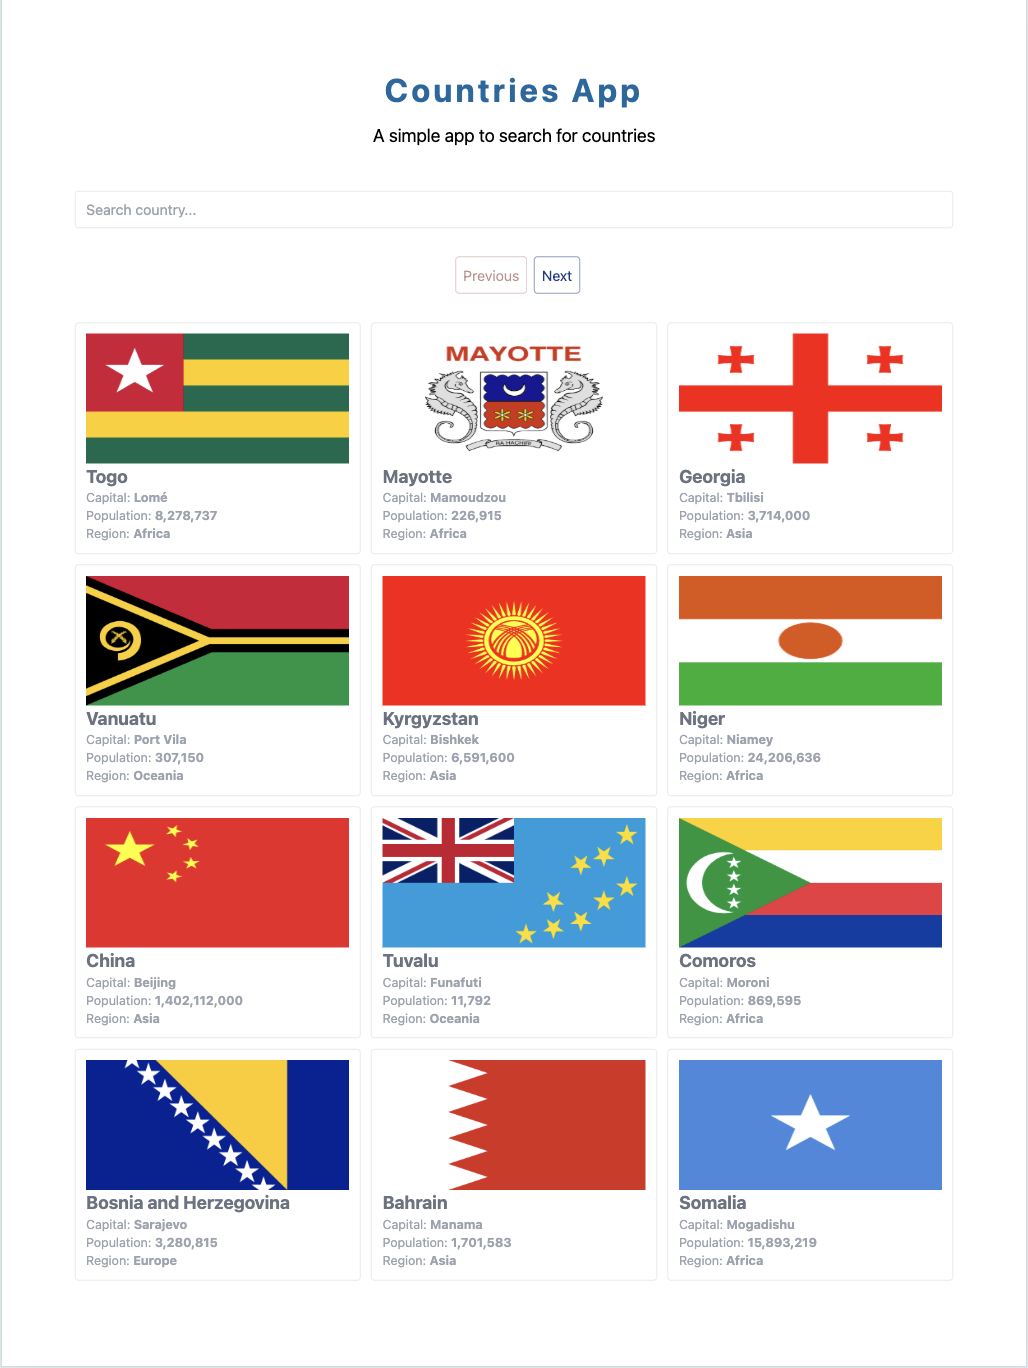 Countries App
A simple app to search for countries
Search country...
Previous Next
MAYOTTE
RA HACHIRI
Togo
Capital: Lomé
Population: 8,278,737
Region: Africa
Mayotte
Capital: Mamoudzou
Population: 226,915
Region: Africa
Georgia
Capital: Tbilisi
Population: 3,714,000
Region: Asia
Vanuatu
Capital: Port Vila
Population: 307,150
Region: Oceania
Kyrgyzstan
Capital: Bishkek
Population: 6,591,600
Region: Asia
Niger
Capital: Niamey
Population: 24,206,636
Region: Africa
China
Capital: Beijing
Population: 1,402,112,000
Region: Asia
Tuvalu
Capital: Funafuti
Population: 11,792
Region: Oceania
Comoros
Capital: Moroni
Population: 869,595
Region: Africa
Bosnia and Herzegovina
Capital: Sarajevo
Population: 3,280,815
Region: Europe
Bahrain
Capital: Manama
Population: 1,701,583
Region: Asia
Somalia
Capital: Mogadishu
Population: 15,893,219
Region: Africa